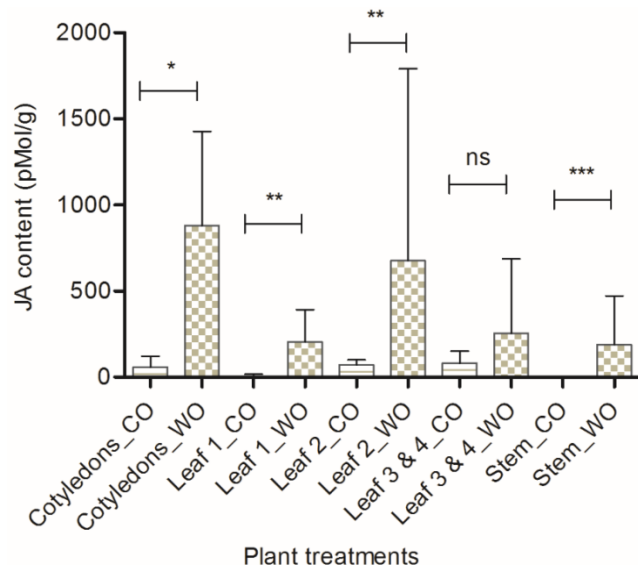 2000
1500
1000
500
0
JA content (pMol/g)
*
**
**
ns
***
Cotyledons_CO
Cotyledons_WO
Leaf 1_CO
Leaf 1_WO
Leaf 2_CO
Leaf 2_WO
Leaf 3 & 4_CO
Leaf 3 & 4_WO
Stem_CO
Stem_WO
Plant treatments